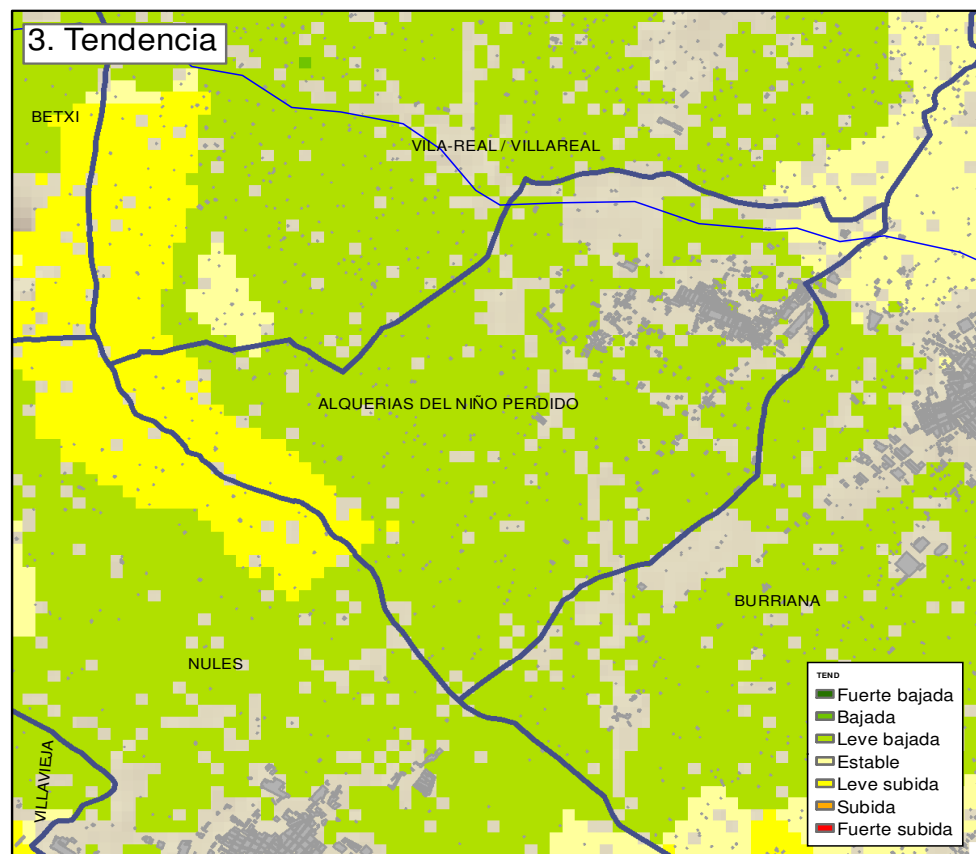 3. Tendencia
BETXI
VILA-REAL / VILLAREAL
ALQUERIAS DEL NIÑO PERDIDO
BURRIANA
NULES
VILLAVIEJA
TEND
Fuerte bajada
Bajada
Leve bajada
Estable
Leve subida
Subida
Fuerte subida